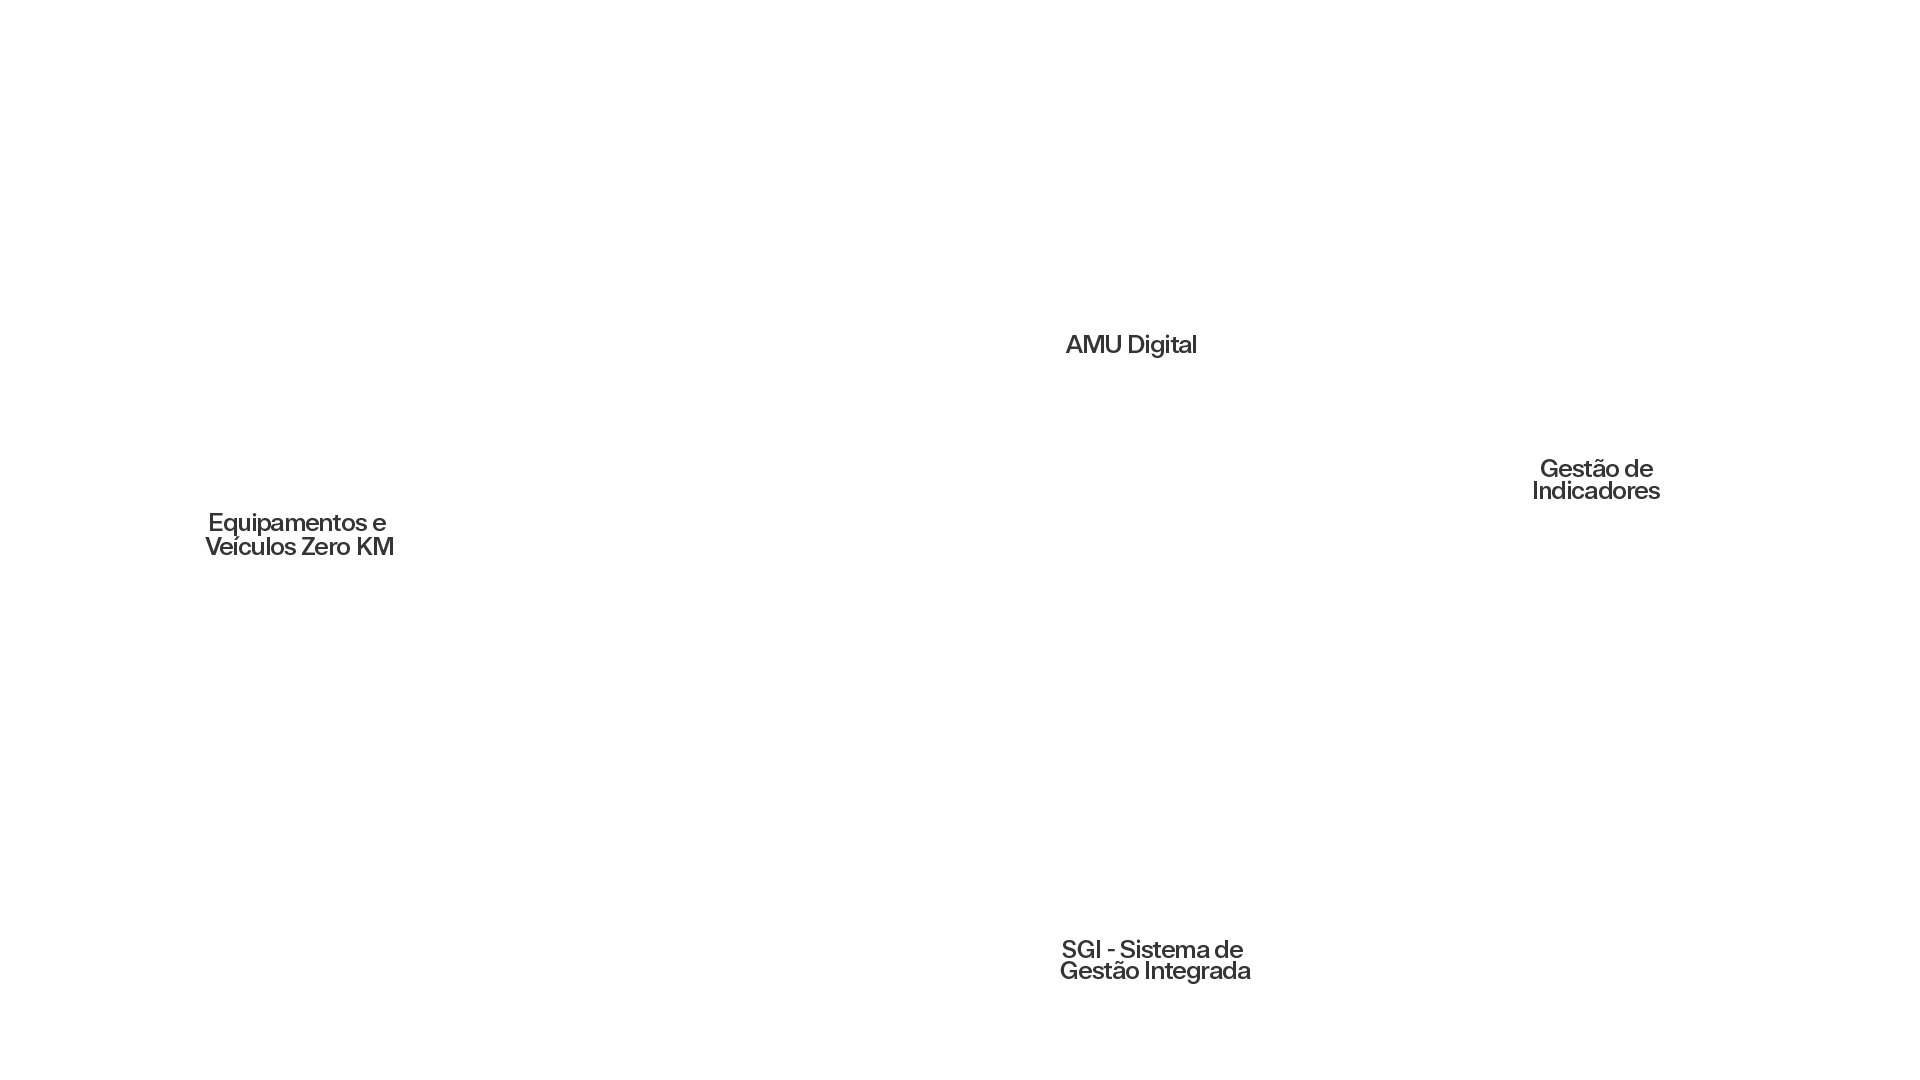 AMU Digital
Gestão de
Indicadores
Equipamentos e
Veículos Zero KM
SGI - Sistema de
Gestão Integrada